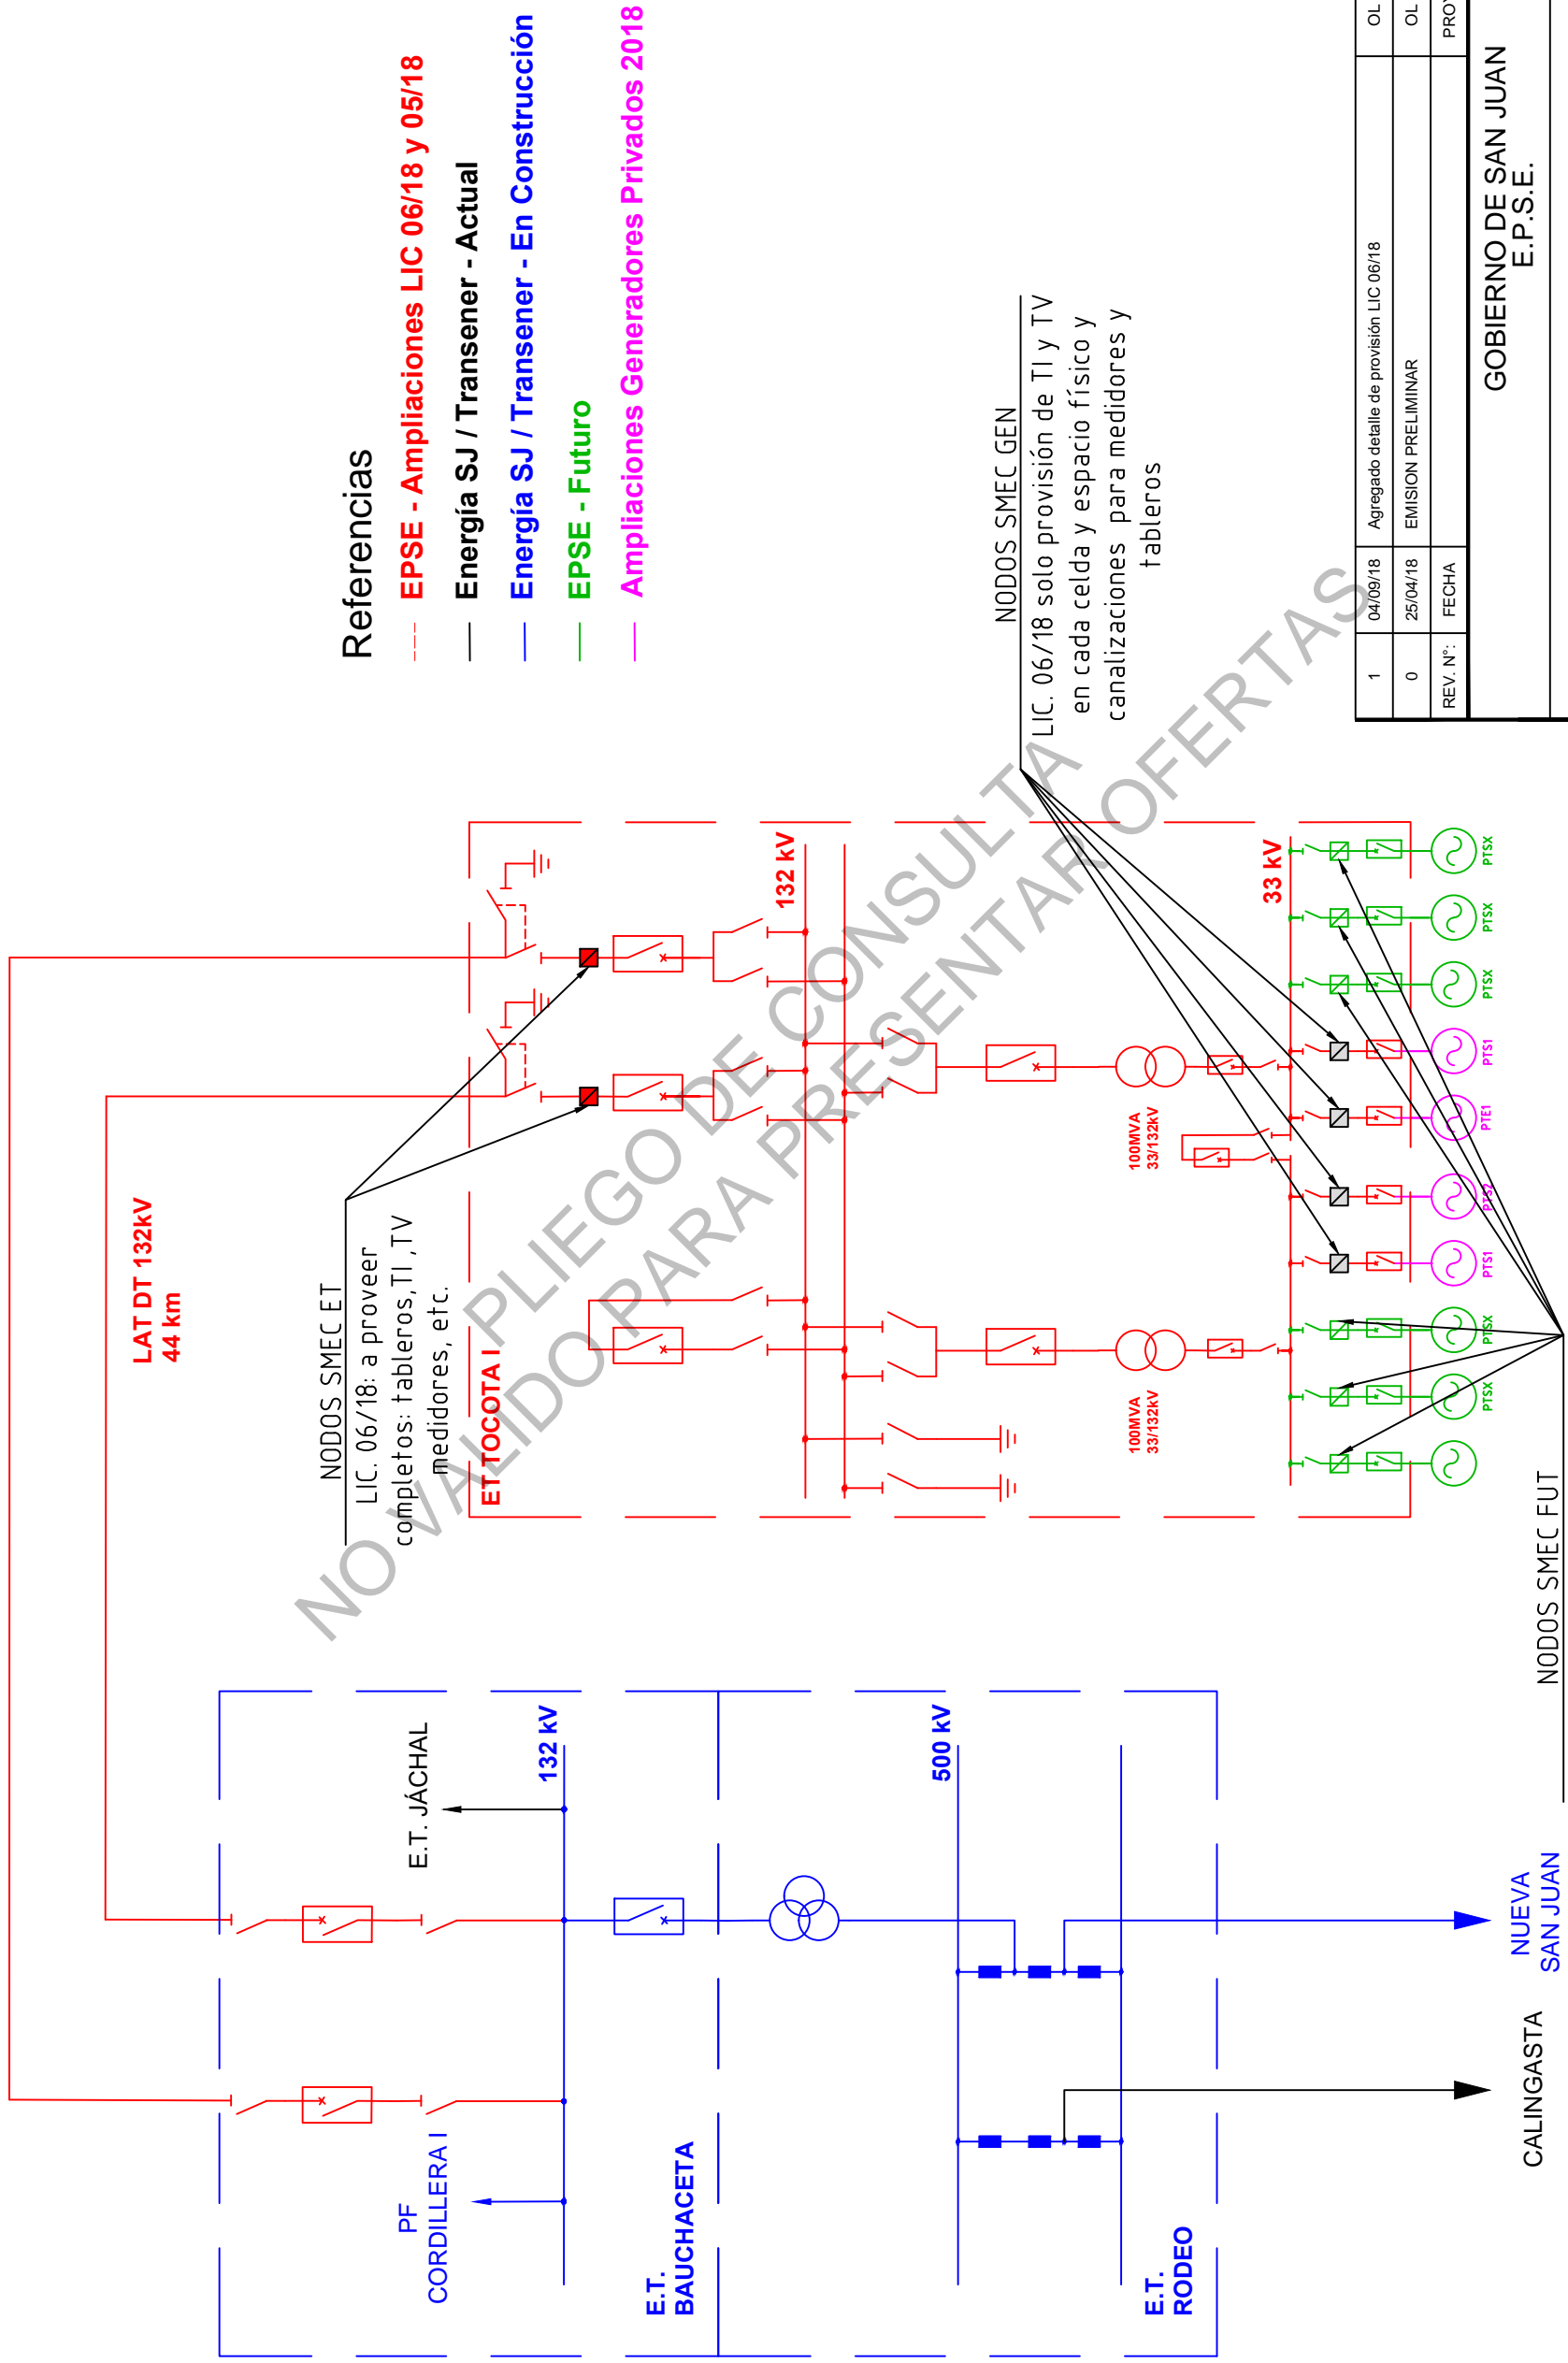 LAT DT 132kV
44 km
Referencias
EPSE - Ampliaciones LIC 06/18 y 05/18
Energía SJ / Transener - Actual
Energía SJ / Transener - En Construcción
EPSE - Futuro
Ampliaciones Generadores Privados 2018
NODOS SMEC ET
LIC. 06/18: a proveer
completos: tableros,TI ,TV
medidores, etc.
PF
CORDILLERA I
E.T. JÁCHAL
132 kV
E.T.
BAUCHACETA
500 kV
E.T.
RODEO
CALINGASTA
NUEVA
SAN JUAN
ET TOCOTA I
132 kV
100MVA
33/132kV
100MVA
33/132kV
33 kV
PTSX
PTSX
PTS1
PTS2
PTE1
PTS1
PTSX
PTSX
PTSX
NODOS SMEC FUT
NODOS SMEC GEN
LIC. 06/18 solo provisión de TI y TV
en cada celda y espacio físico y
canalizaciones para medidores y
tableros
PLIEGO DE CONSULTA
NO VALIDO PARA PRESENTAR OFERTAS
1 04/09/18 Agregado detalle de provisión LIC 06/18 OL
0 25/04/18 EMISION PRELIMINAR OL
REV. N°: FECHA PROY
GOBIERNO DE SAN JUAN
E.P.S.E.